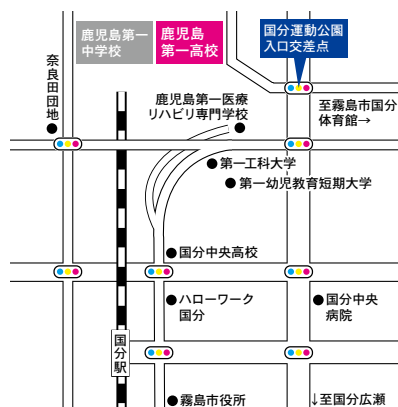 鹿児島第一
中学校
鹿児島
第一高校
国分運動公園
入口交差点
奈良田団地
鹿児島第一医療
リハビリ専門学校
至霧島市国分
体育館→
第一工科大学
第一幼児教育短期大学
国分中央高校
ハローワーク
国分
国分中央
病院
国分駅
霧島市役所
↓至国分広瀬